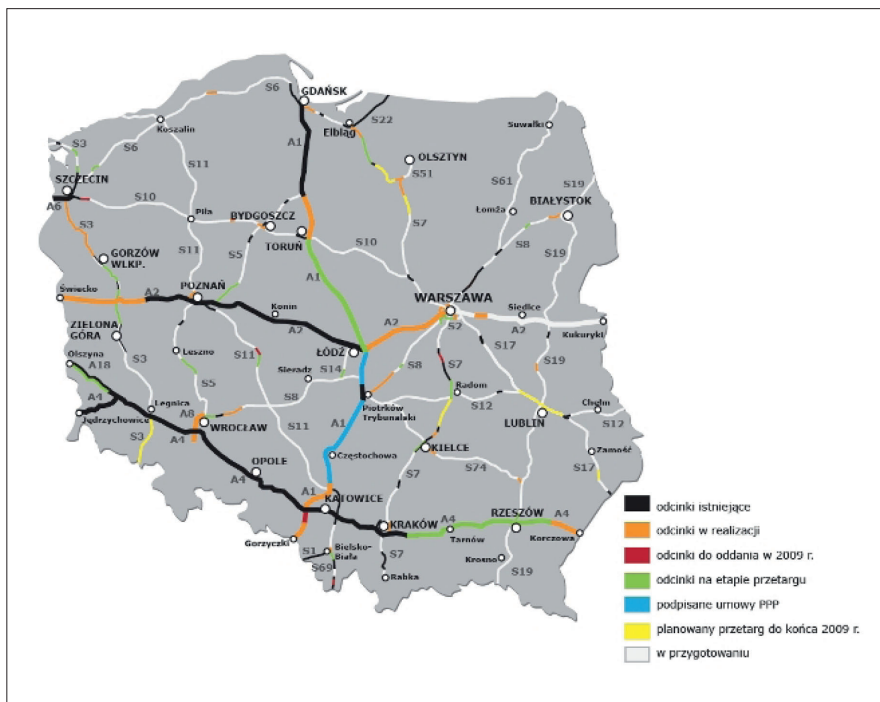 S6
GDAŃSK
Koszalin
S22
Elbląg
Suwałki
S3
S6
A1
OLSZTYN
S11
S51
SZCZECIN
S61
S19
S10
BIAŁYSTOK
A6
Piła
BYDGOSZCZ
Łomża
S3
S7
TORUŃ
S10
S8
S11
S5
S19
GORZÓW
WLKP.
A1
POZNAŃ
Świecko
A2
WARSZAWA
Konin
Siedlce
A2
A2
S2
A2
Kukuryki
ZIELONA
GÓRA
S17
ŁÓDŹ
Olszyna
Leszno
S11
S7
S3
S14
S8
S19
A18
Sieradz
Radom
A4
Legnica
S5
S8
Piotrków
Trybunalski
S12
Chełm
Jędrzychowice
A8
A1
LUBLIN
S12
WROCŁAW
S11
S3
A4
KIELCE
Zamość
Częstochowa
OPOLE
S7
S74
S17
A4
A1
KATOWICE
RZESZÓW
KRAKÓW
A4
A4
Gorzyczki
Tarnów
Korczowa
S1
Bielsko-
Biała
S7
Krosno
S69
Rabka
S19
odcinki istniejące
odcinki w realizacji
odcinki do oddania w 2009 r.
odcinki na etapie przetargu
podpisane umowy PPP
planowany przetarg do końca 2009 r.
w przygotowaniu